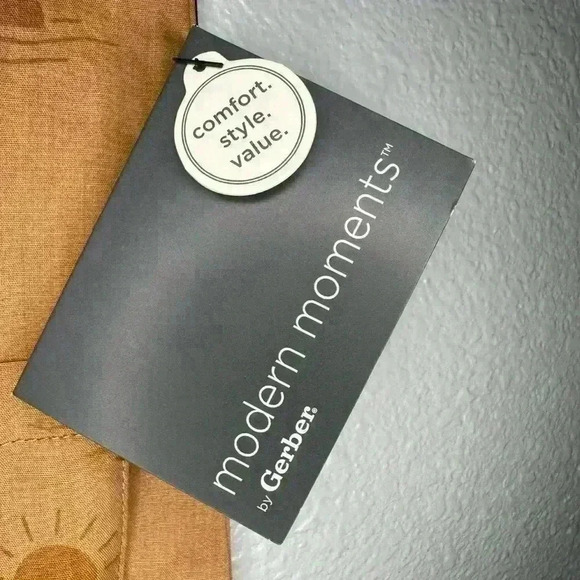 comfort.
style.
value.
modern moments™
by Gerber®